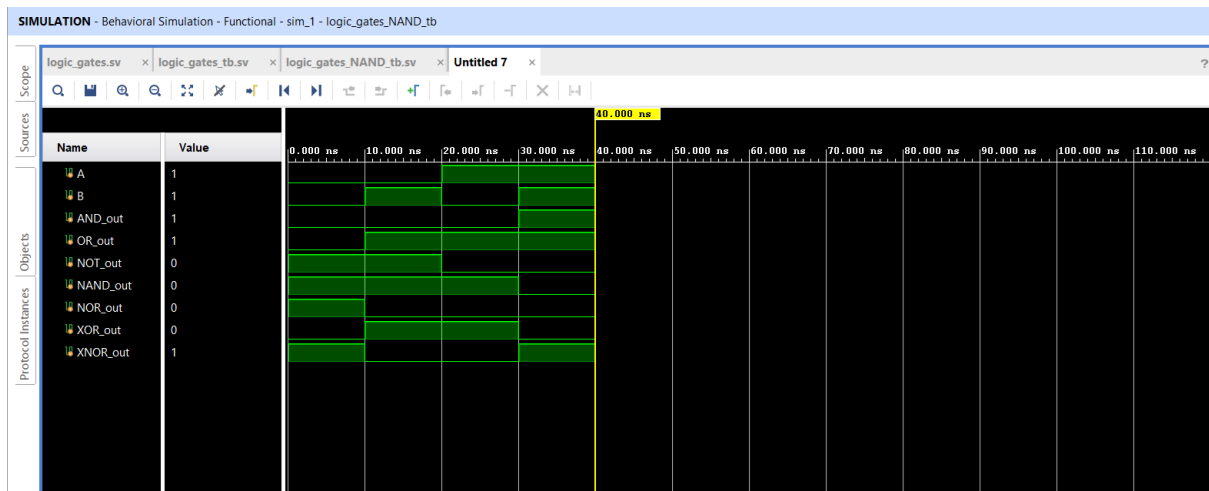 SIMULATION - Behavioral Simulation - Functional - sim_1 - logic_gates_NAND_tb
logic_gates.sv × logic_gates_tb.sv × logic_gates_NAND_tb.sv × Untitled 7 × ?
Scope
Sources
Objects
Protocol Instances
40.000 ns
Name Value 0.000 ns 10.000 ns 20.000 ns 30.000 ns 40.000 ns 50.000 ns 60.000 ns 70.000 ns 80.000 ns 90.000 ns 100.000 ns 110.000 ns
A 1
B 1
AND_out 1
OR_out 1
NOT_out 0
NAND_out 0
NOR_out 0
XOR_out 0
XNOR_out 1